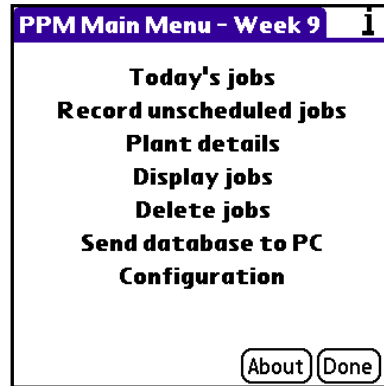 PPM Main Menu - Week 9 i
Today's jobs
Record unscheduled jobs
Plant details
Display jobs
Delete jobs
Send database to PC
Configuration
About Done